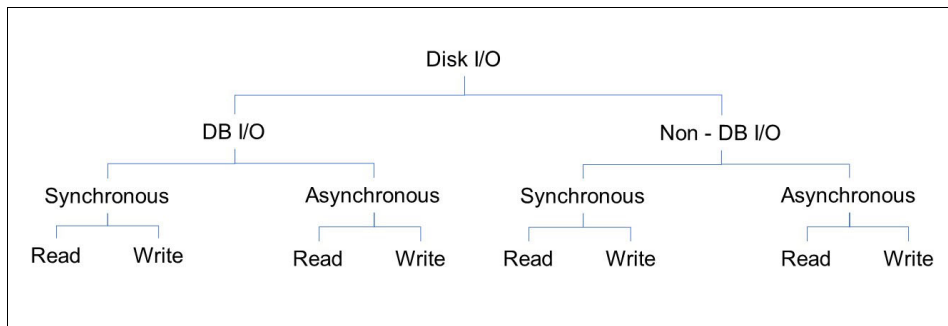 Disk I/O
DB I/O
Non - DB I/O
Synchronous
Asynchronous
Synchronous
Asynchronous
Read
Write
Read
Write
Read
Write
Read
Write